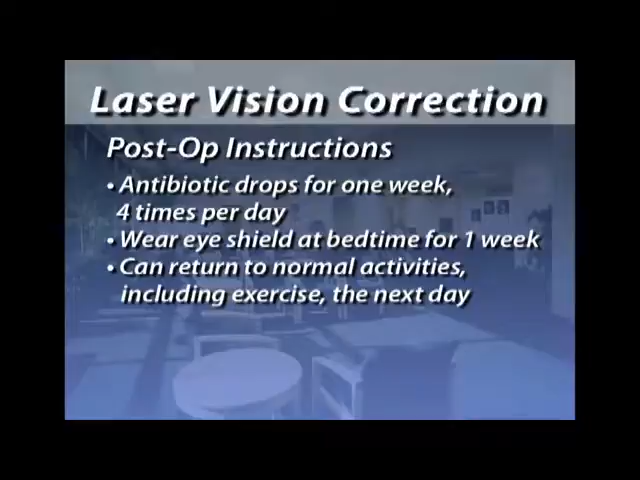 Laser Vision Correction
Post-Op Instructions
• Antibiotic drops for one week,
4 times per day
• Wear eye shield at bedtime for 1 week
• Can return to normal activities,
including exercise, the next day